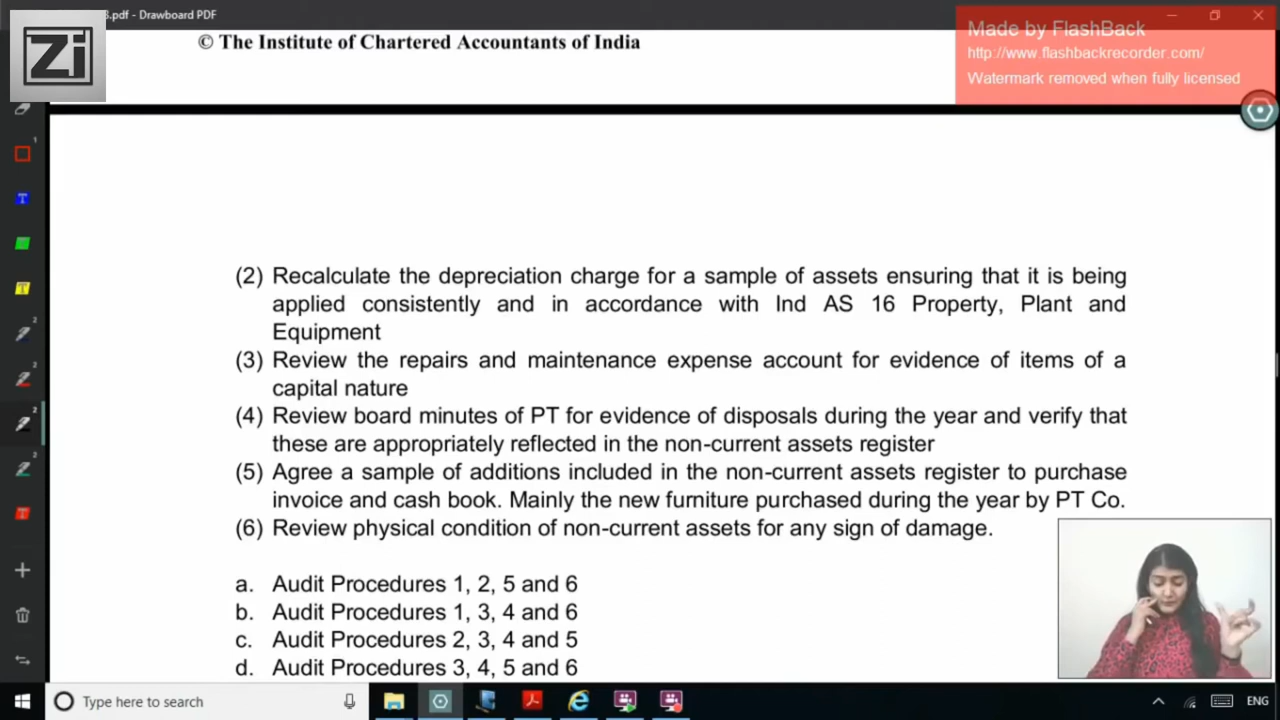 8.pdf - Drawboard PDF
Zi
© The Institute of Chartered Accountants of India
Made by FlashBack
http://www.flashbackrecorder.com/
Watermark removed when fully licensed
(2) Recalculate the depreciation charge for a sample of assets ensuring that it is being
applied consistently and in accordance with Ind AS 16 Property, Plant and
Equipment
(3) Review the repairs and maintenance expense account for evidence of items of a
capital nature
(4) Review board minutes of PT for evidence of disposals during the year and verify that
these are appropriately reflected in the non-current assets register
(5) Agree a sample of additions included in the non-current assets register to purchase
invoice and cash book. Mainly the new furniture purchased during the year by PT Co.
(6) Review physical condition of non-current assets for any sign of damage.
a. Audit Procedures 1, 2, 5 and 6
b. Audit Procedures 1, 3, 4 and 6
c. Audit Procedures 2, 3, 4 and 5
d. Audit Procedures 3, 4, 5 and 6
Type here to search
ENG